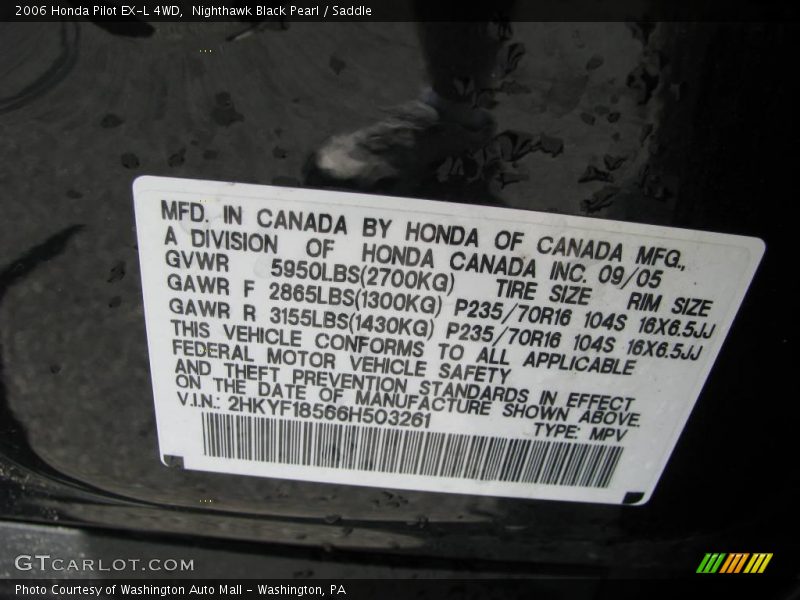 2006 Honda Pilot EX-L 4WD, Nighthawk Black Pearl / Saddle
MFD. IN CANADA BY HONDA OF CANADA MFG.,
A DIVISION OF HONDA CANADA INC. 09/05
GVWR 5950LBS(2700KG) TIRE SIZE RIM SIZE
GAWR F 2865LBS(1300KG) P235/70R16 104S 16X6.5JJ
GAWR R 3155LBS(1430KG) P235/70R16 104S 16X6.5JJ
THIS VEHICLE CONFORMS TO ALL APPLICABLE
FEDERAL MOTOR VEHICLE SAFETY
AND THEFT PREVENTION STANDARDS IN EFFECT
ON THE DATE OF MANUFACTURE SHOWN ABOVE.
V.I.N.: 2HKYF18566H503261 TYPE: MPV
GTCARLOT.COM
Photo Courtesy of Washington Auto Mall - Washington, PA